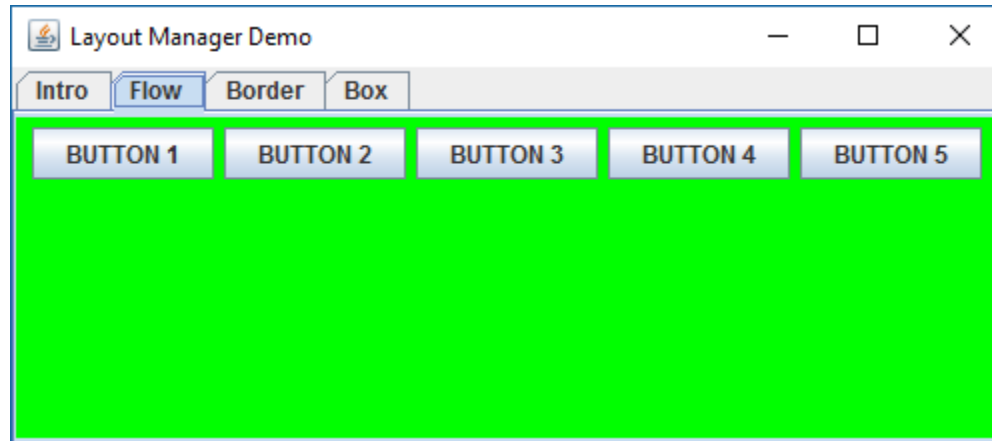 Layout Manager Demo
Intro Flow Border Box
BUTTON 1 BUTTON 2 BUTTON 3 BUTTON 4 BUTTON 5